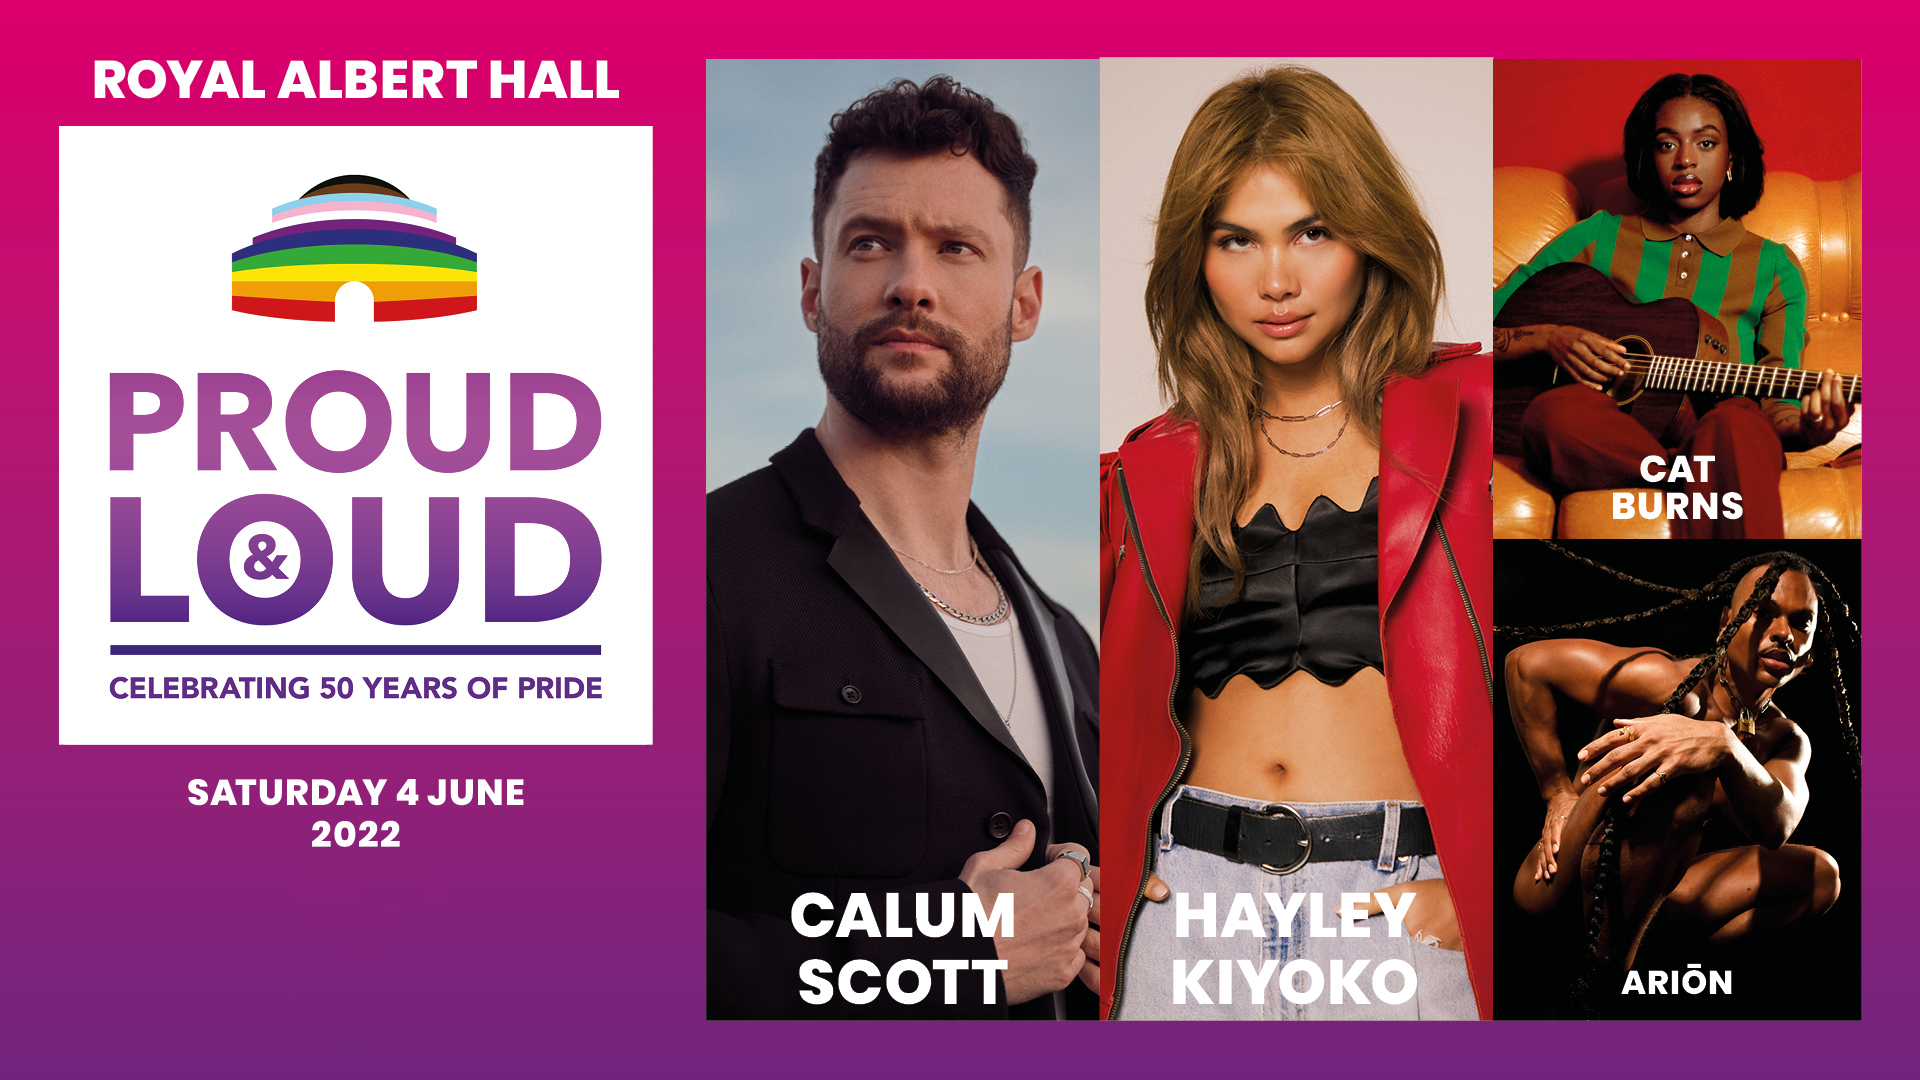 ROYAL ALBERT HALL
PROUD
& LOUD
CELEBRATING 50 YEARS OF PRIDE
SATURDAY 4 JUNE
2022
CALUM
SCOTT
HAYLEY
KIYOKO
CAT
BURNS
ARIŌN